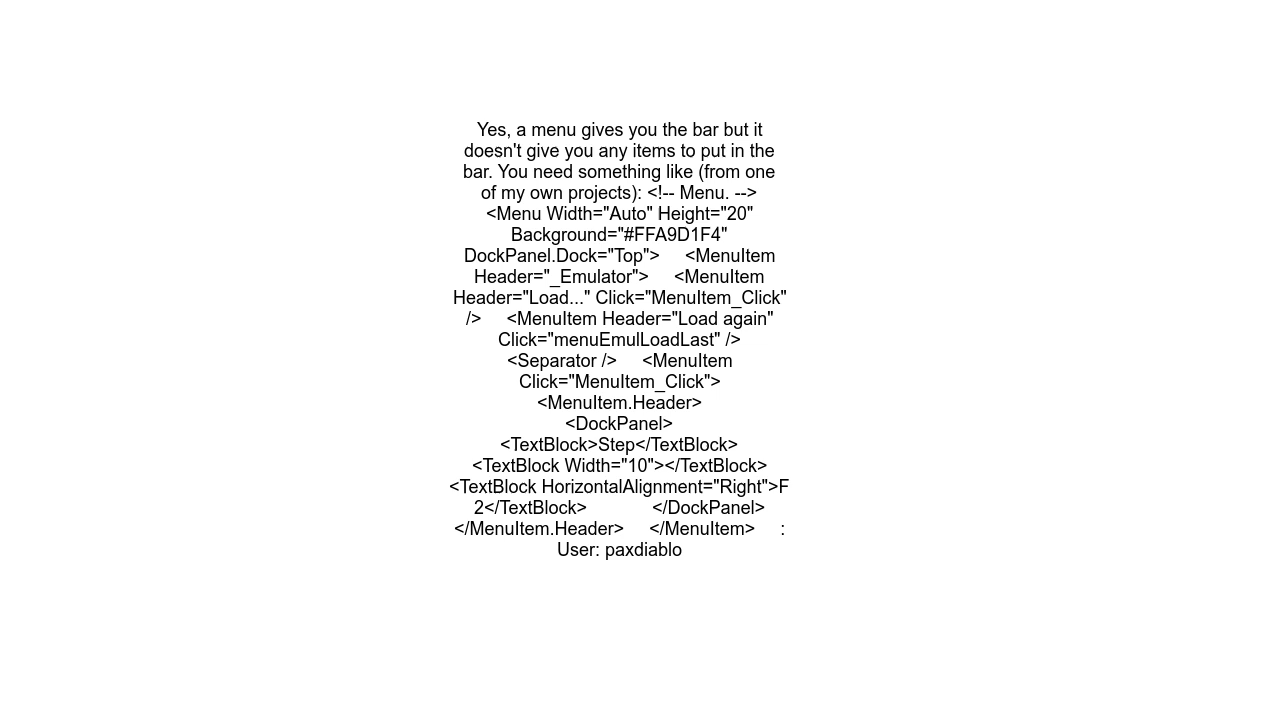 Yes, a menu gives you the bar but it
doesn't give you any items to put in the
bar. You need something like (from one
of my own projects): <!-- Menu. -->
<Menu Width="Auto" Height="20"
Background="#FFA9D1F4"
DockPanel.Dock="Top">     <MenuItem
Header="_Emulator">     <MenuItem
Header="Load..." Click="MenuItem_Click"
/>     <MenuItem Header="Load again"
Click="menuEmulLoadLast" />
<Separator />     <MenuItem
Click="MenuItem_Click">
<MenuItem.Header>
<DockPanel>
<TextBlock>Step</TextBlock>
<TextBlock Width="10"></TextBlock>
<TextBlock HorizontalAlignment="Right">F
2</TextBlock>             </DockPanel>
</MenuItem.Header>     </MenuItem>     :
User: paxdiablo